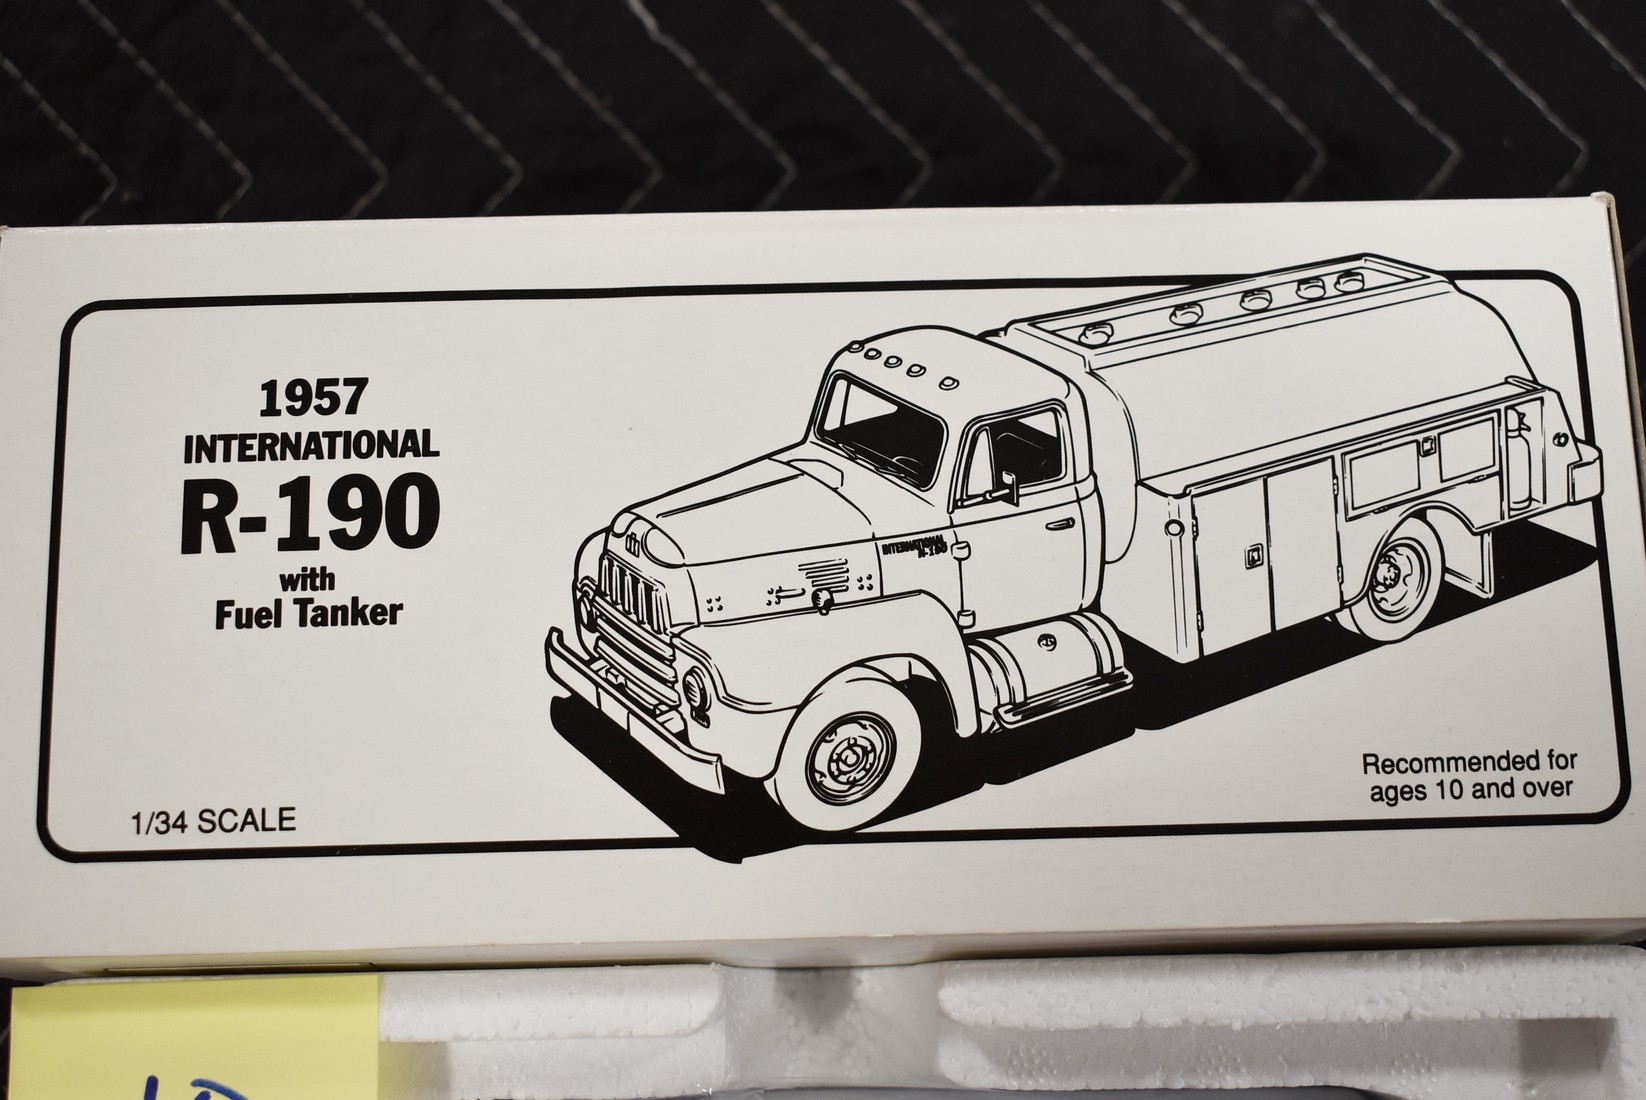 1957
INTERNATIONAL
R-190
with
Fuel Tanker
INTERNATIONAL
R-190
1/34 SCALE
Recommended for
ages 10 and over